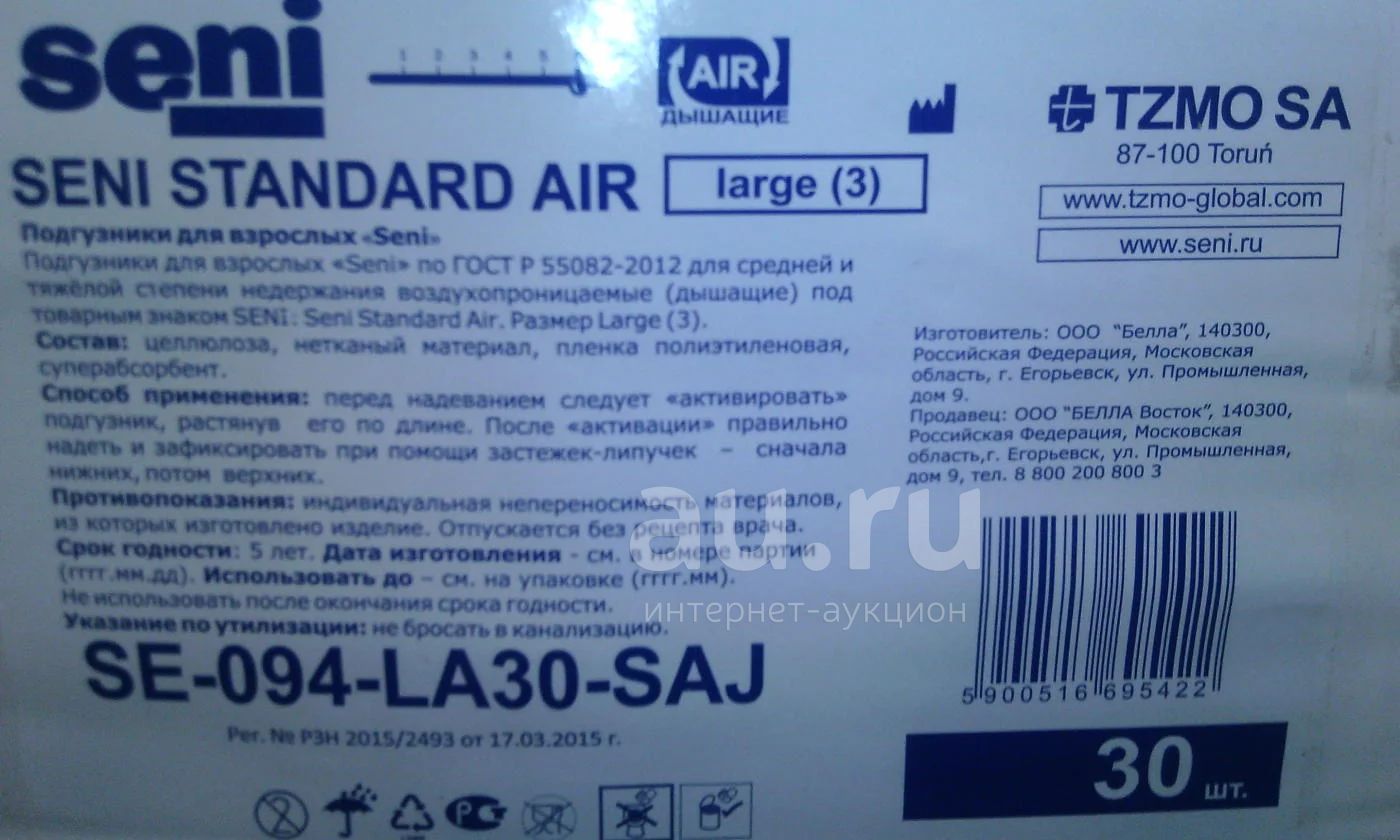 seni
1 2 3 4 5
AIR
ДЫШАЩИЕ
TZMO SA
87-100 Toruń
www.tzmo-global.com
www.seni.ru
SENI STANDARD AIR large (3)
Подгузники для взрослых «Seni»
Подгузники для взрослых «Seni» по ГОСТ Р 55082-2012 для средней и
тяжёлой степени недержания воздухопроницаемые (дышащие) под
товарным знаком SENI: Seni Standard Air. Размер Large (3).
Состав: целлюлоза, нетканый материал, пленка полиэтиленовая,
суперабсорбент.
Способ применения: перед надеванием следует «активировать»
подгузник, растянув его по длине. После «активации» правильно
надеть и зафиксировать при помощи застежек-липучек – сначала
нижних, потом верхних.
Противопоказания: индивидуальная непереносимость материалов,
из которых изготовлено изделие. Отпускается без рецепта врача.
Срок годности: 5 лет. Дата изготовления - см. в номере партии
(гггг.мм.дд). Использовать до – см. на упаковке (гггг.мм).
Не использовать после окончания срока годности.
Указание по утилизации: не бросать в канализацию.
SE-094-LA30-SAJ
Рег. № РЗН 2015/2493 от 17.03.2015 г.
Изготовитель: ООО "Белла", 140300,
Российская Федерация, Московская
область, г. Егорьевск, ул. Промышленная,
дом 9.
Продавец: ООО "БЕЛЛА Восток", 140300,
Российская Федерация, Московская
область,г. Егорьевск, ул. Промышленная,
дом 9, тел. 8 800 200 800 3
au.ru
интернет-аукцион
5 900516 695422
30 шт.